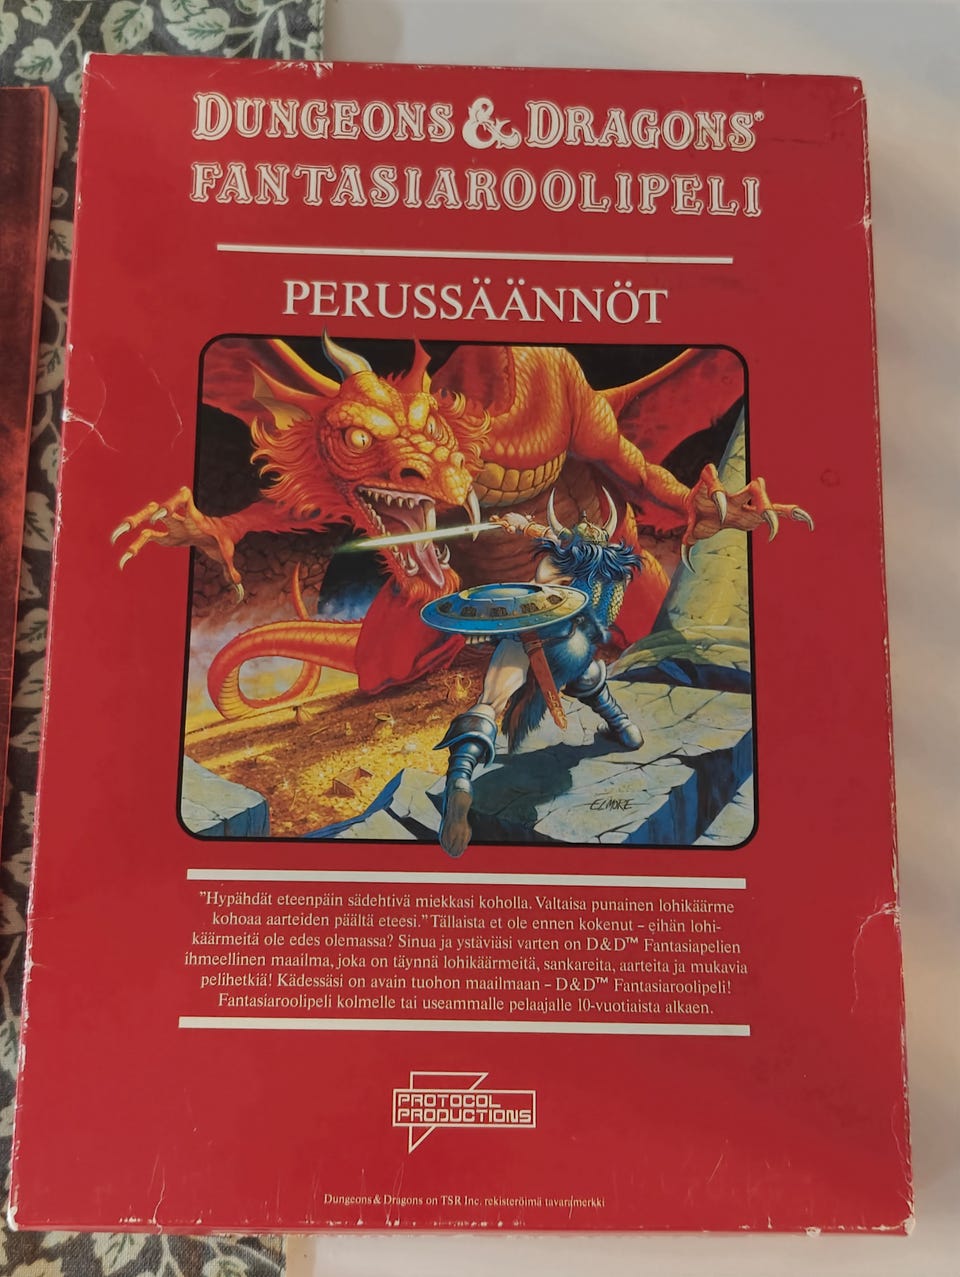 DUNGEONS & DRAGONS®
FANTASIAROOLIPELI
PERUSSÄÄNNÖT
ELMORE
"Hypähdät eteenpäin sädehtivä miekkasi koholla. Valtaisa punainen lohikäärme
kohoaa aarteiden päältä eteesi." Tällaista et ole ennen kokenut – eihän lohi-
käärmeitä ole edes olemassa? Sinua ja ystäviäsi varten on D&D™ Fantasiapelien
ihmeellinen maailma, joka on täynnä lohikäärmeitä, sankareita, aarteita ja mukavia
pelihetkiä! Kädessäsi on avain tuohon maailmaan – D&D™ Fantasiaroolipeli!
Fantasiaroolipeli kolmelle tai useammalle pelaajalle 10-vuotiaista alkaen.
PROTOCOL
PRODUCTIONS
Dungeons & Dragons on TSR Inc. rekisteröimä tavaramerkki